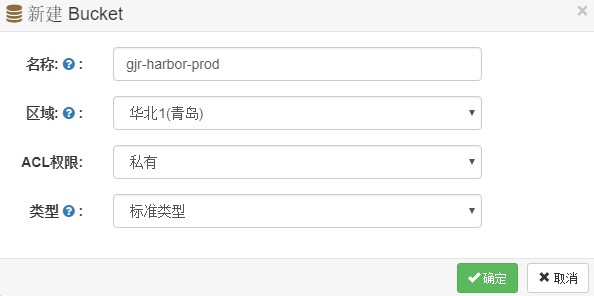 新建 Bucket ×
名称: ? : gjr-harbor-prod
区域: ? : 华北1(青岛)
ACL权限: 私有
类型 ? : 标准类型
确定 取消